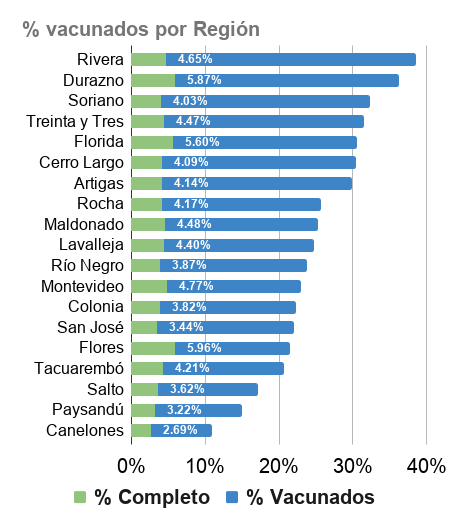 % vacunados por Región
Rivera 4.65%
Durazno 5.87%
Soriano 4.03%
Treinta y Tres 4.47%
Florida 5.60%
Cerro Largo 4.09%
Artigas 4.14%
Rocha 4.17%
Maldonado 4.48%
Lavalleja 4.40%
Río Negro 3.87%
Montevideo 4.77%
Colonia 3.82%
San José 3.44%
Flores 5.96%
Tacuarembó 4.21%
Salto 3.62%
Paysandú 3.22%
Canelones 2.69%
0% 10% 20% 30% 40%
% Completo % Vacunados